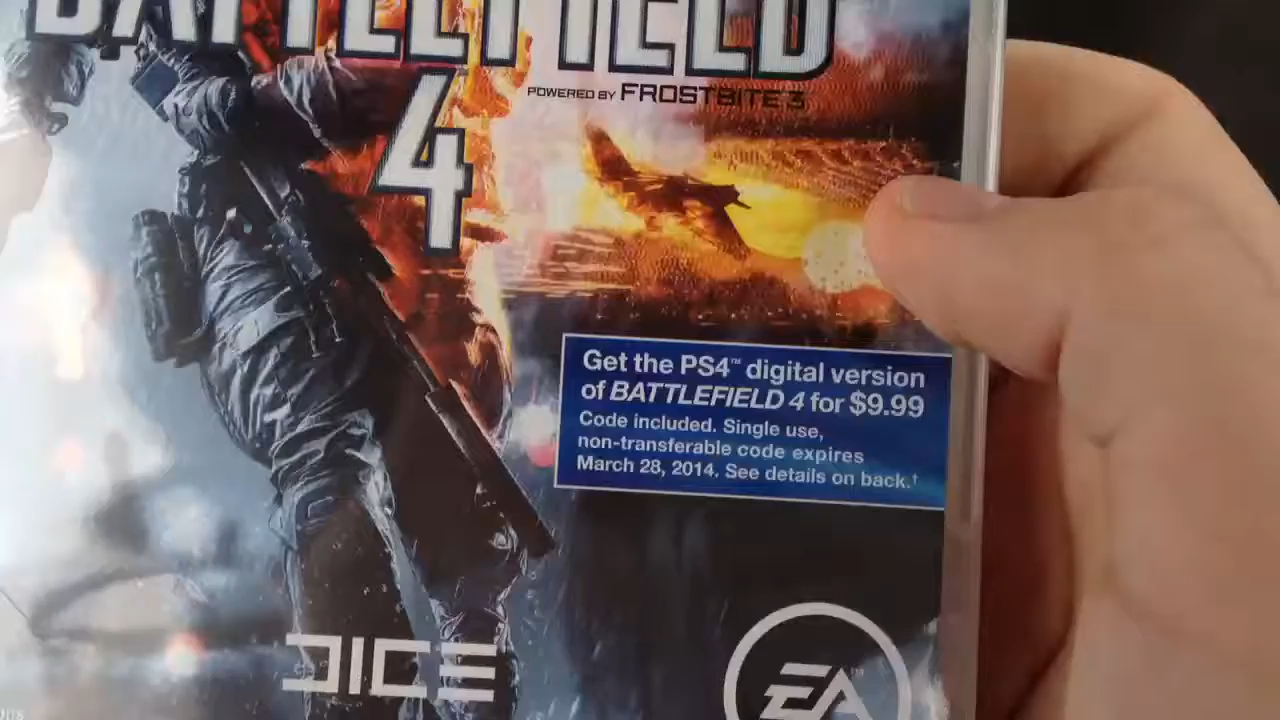 BATTLEFIELD
4
POWERED BY FROSTBITE 3
Get the PS4™ digital version
of BATTLEFIELD 4 for $9.99
Code included. Single use,
non-transferable code expires
March 28, 2014. See details on back.†
DICE
EA